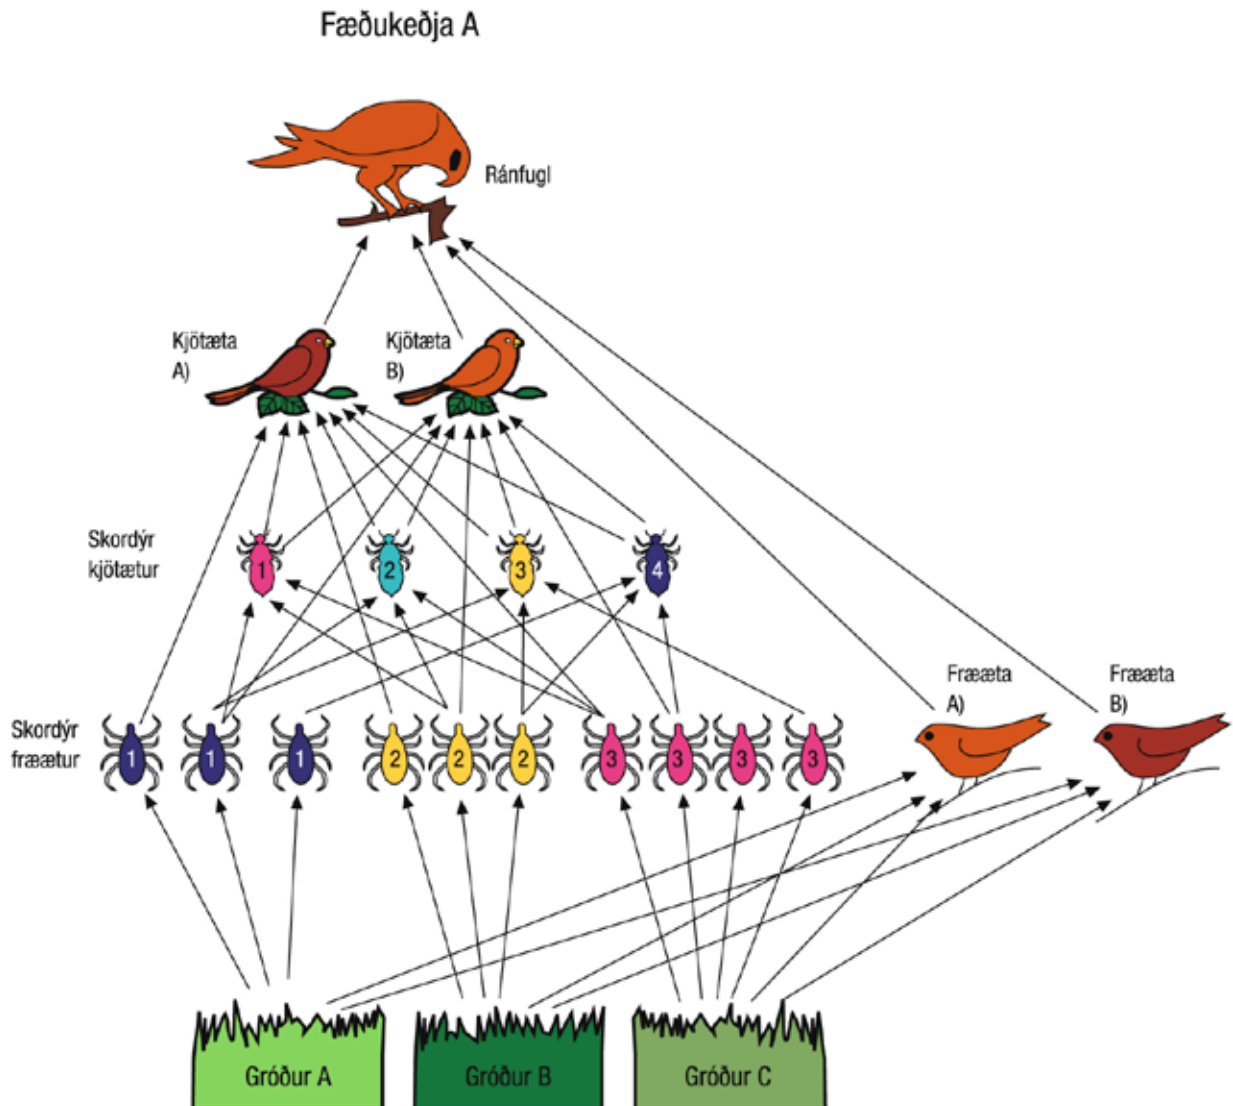 Fæðukeðja A
Ránfugl
Kjötæta
A)
Kjötæta
B)
Skordýr
kjötætur
1
2
3
4
Frææta
A)
Frææta
B)
Skordýr
fræætur
1
1
1
2
2
2
3
3
3
3
Gróður A
Gróður B
Gróður C